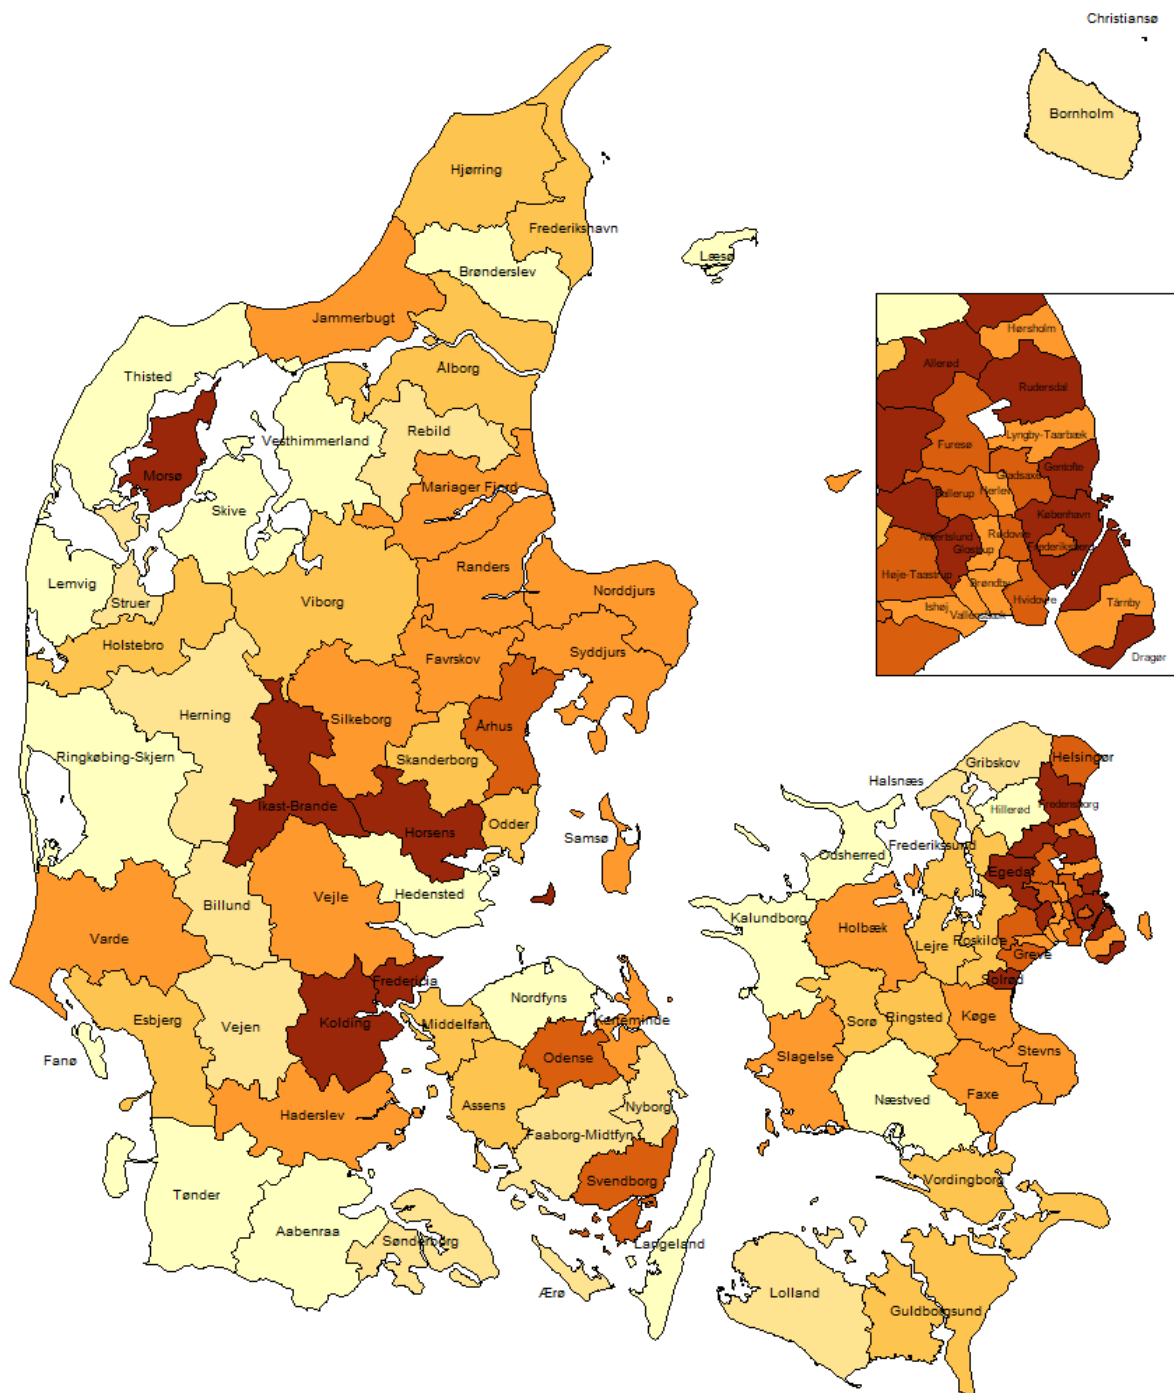 Christiansø
Bornholm
Hjørring
Frederikshavn
Læsø
Brønderslev
Jammerbugt
Ålborg
Thisted
Vesthimmerland
Rebild
Morsø
Mariager Fjord
Skive
Randers
Norddjurs
Lemvig
Struer
Viborg
Holstebro
Favrskov
Syddjurs
Herning
Silkeborg
Århus
Ringkøbing-Skjern
Skanderborg
Ikast-Brande
Horsens
Odder
Samsø
Hedensted
Billund
Vejle
Varde
Fredericia
Kolding
Esbjerg
Vejen
Fanø
Haderslev
Tønder
Aabenraa
Sønderborg
Nordfyns
Middelfart
Kerteminde
Odense
Assens
Nyborg
Faaborg-Midtfyn
Svendborg
Langeland
Ærø
Hørsholm
Allerød
Rudersdal
Lyngby-Taarbæk
Furesø
Gladsaxe
Gentofte
Ballerup
Herlev
København
Albertslund
Rødovre
Glostrup
Frederiksberg
Høje-Taastrup
Brøndby
Ishøj
Vallensbæk
Hvidovre
Tårnby
Dragør
Helsingør
Gribskov
Halsnæs
Hillerød
Fredensborg
Frederikssund
Odsherred
Egedal
Kalundborg
Holbæk
Lejre
Roskilde
Greve
Solrød
Sorø
Ringsted
Køge
Slagelse
Stevns
Næstved
Faxe
Vordingborg
Lolland
Guldborgsund